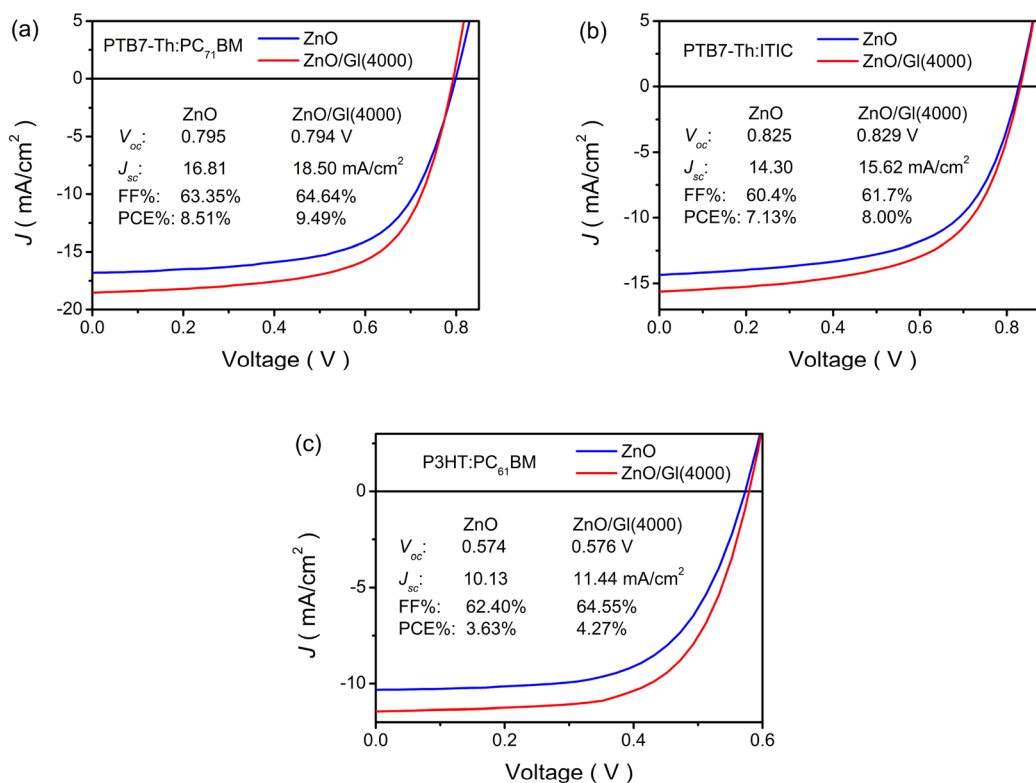 (a)
PTB7-Th:PC71BM
ZnO
ZnO/Gl(4000)
ZnO ZnO/Gl(4000)
Voc: 0.795 0.794 V
Jsc: 16.81 18.50 mA/cm2
FF%: 63.35% 64.64%
PCE%: 8.51% 9.49%
5
0
-5
-10
-15
-20
J ( mA/cm2 )
0.0 0.2 0.4 0.6 0.8
Voltage ( V )
(b)
PTB7-Th:ITIC
ZnO
ZnO/Gl(4000)
ZnO ZnO/Gl(4000)
Voc: 0.825 0.829 V
Jsc: 14.30 15.62 mA/cm2
FF%: 60.4% 61.7%
PCE%: 7.13% 8.00%
5
0
-5
-10
-15
J ( mA/cm2 )
0.0 0.2 0.4 0.6 0.8
Voltage ( V )
(c)
P3HT:PC61BM
ZnO
ZnO/Gl(4000)
ZnO ZnO/Gl(4000)
Voc: 0.574 0.576 V
Jsc: 10.13 11.44 mA/cm2
FF%: 62.40% 64.55%
PCE%: 3.63% 4.27%
0
-5
-10
J ( mA/cm2 )
0.0 0.2 0.4 0.6
Voltage ( V )